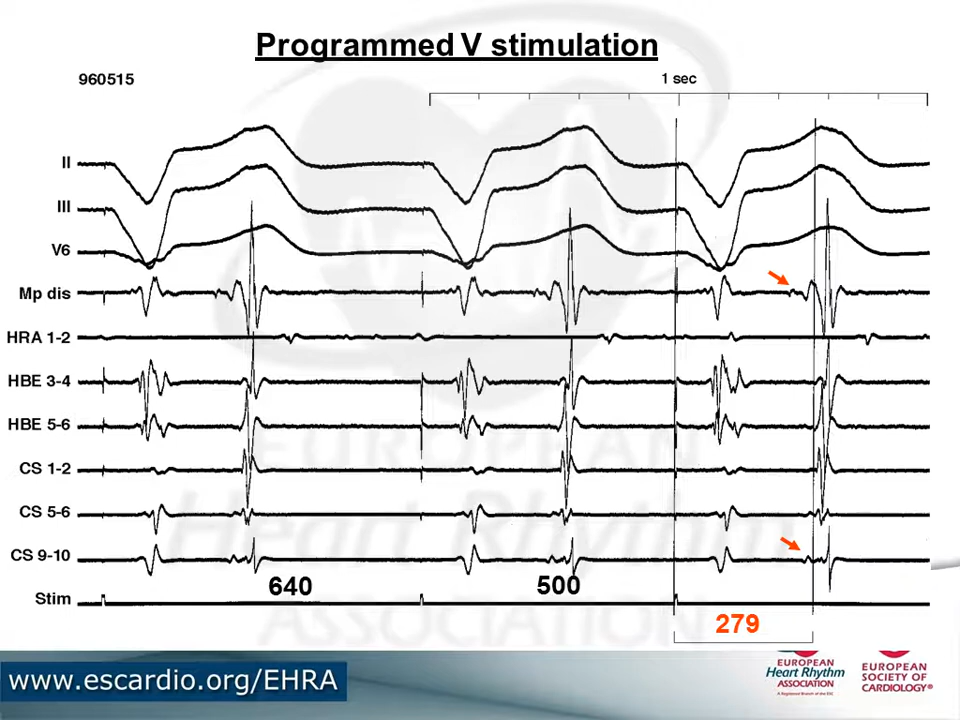 Programmed V stimulation
960515
1 sec
II
III
V6
Mp dis
HRA 1-2
HBE 3-4
HBE 5-6
CS 1-2
CS 5-6
CS 9-10
640
500
Stim
279
EUROPEAN
Heart Rhythm
ASSOCIATION
www.escardio.org/EHRA
EUROPEAN
Heart Rhythm
ASSOCIATION
A Registered Branch of the ESC
EUROPEAN
SOCIETY OF
CARDIOLOGY®